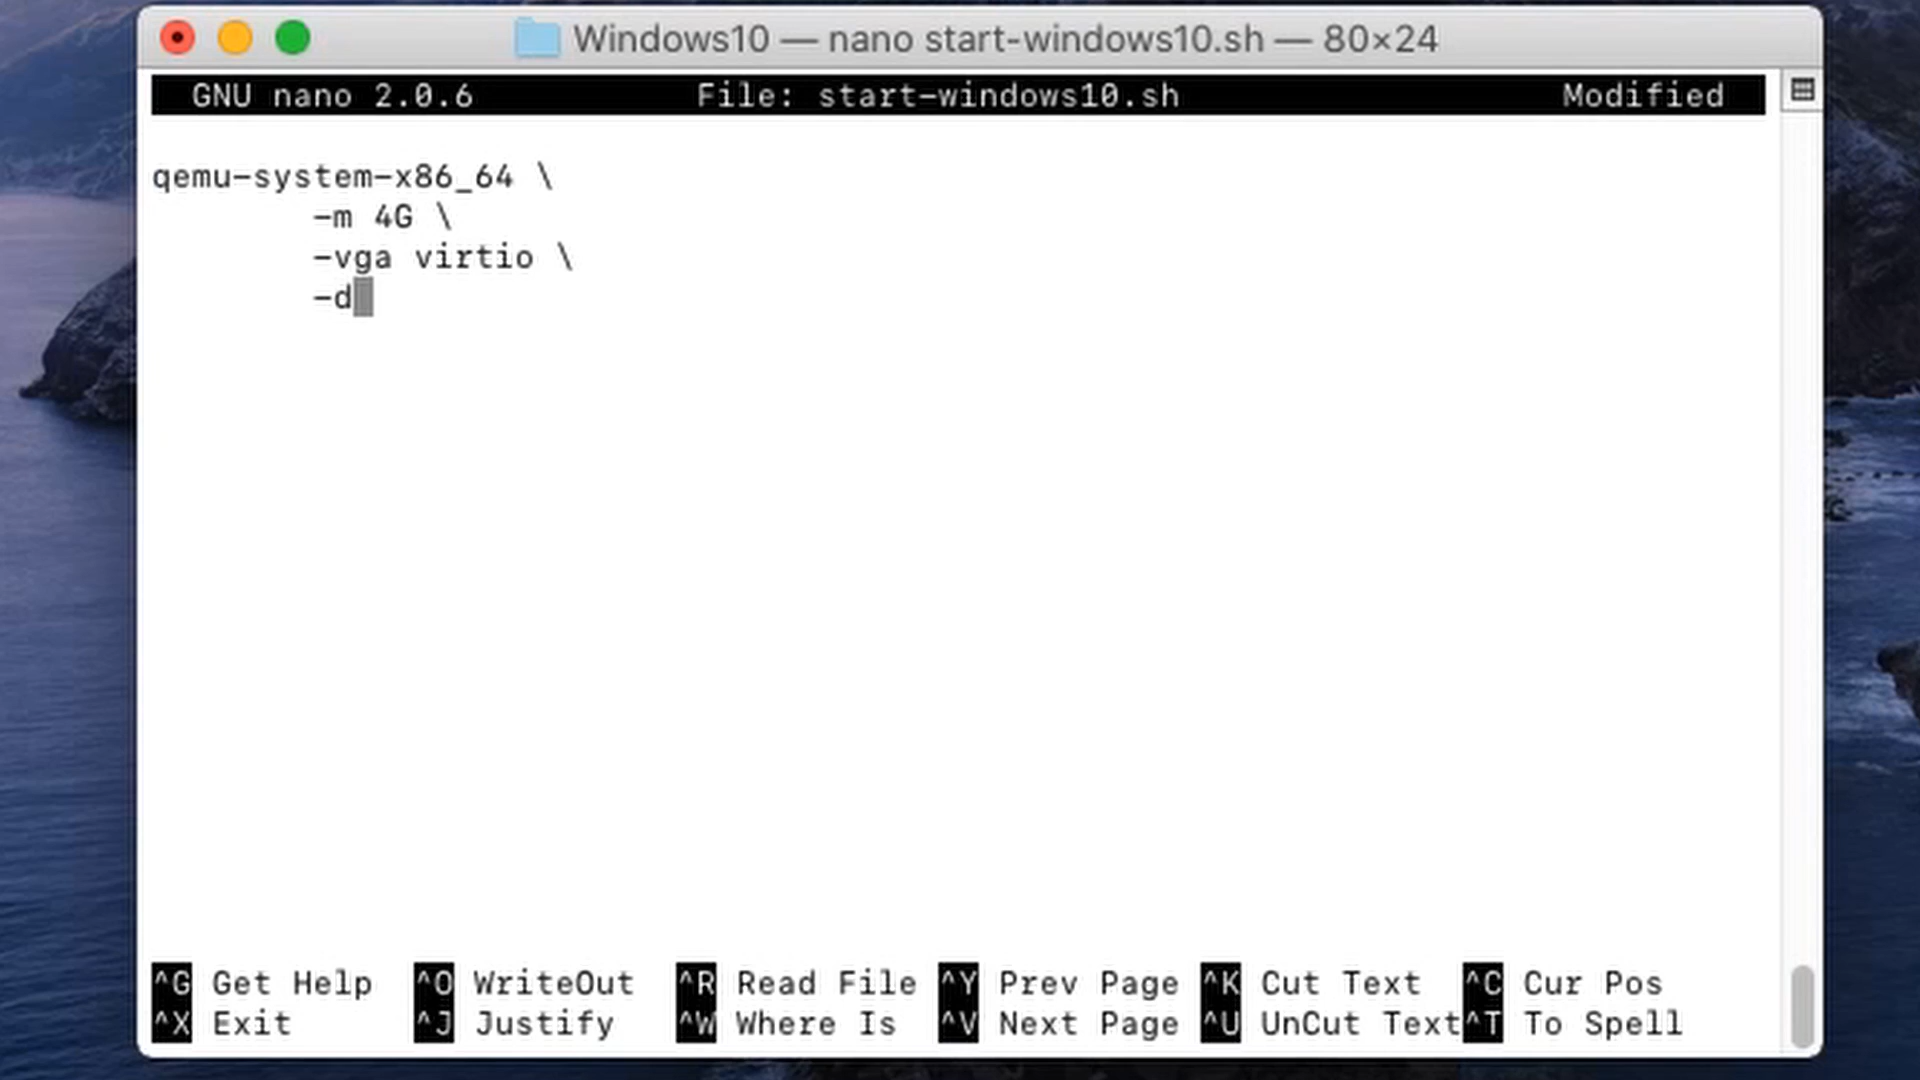 Windows10 — nano start-windows10.sh — 80×24
GNU nano 2.0.6 File: start-windows10.sh Modified
qemu-system-x86_64 \
-m 4G \
-vga virtio \
-d
^G Get Help ^O WriteOut ^R Read File ^Y Prev Page ^K Cut Text ^C Cur Pos
^X Exit ^J Justify ^W Where Is ^V Next Page ^U UnCut Text ^T To Spell